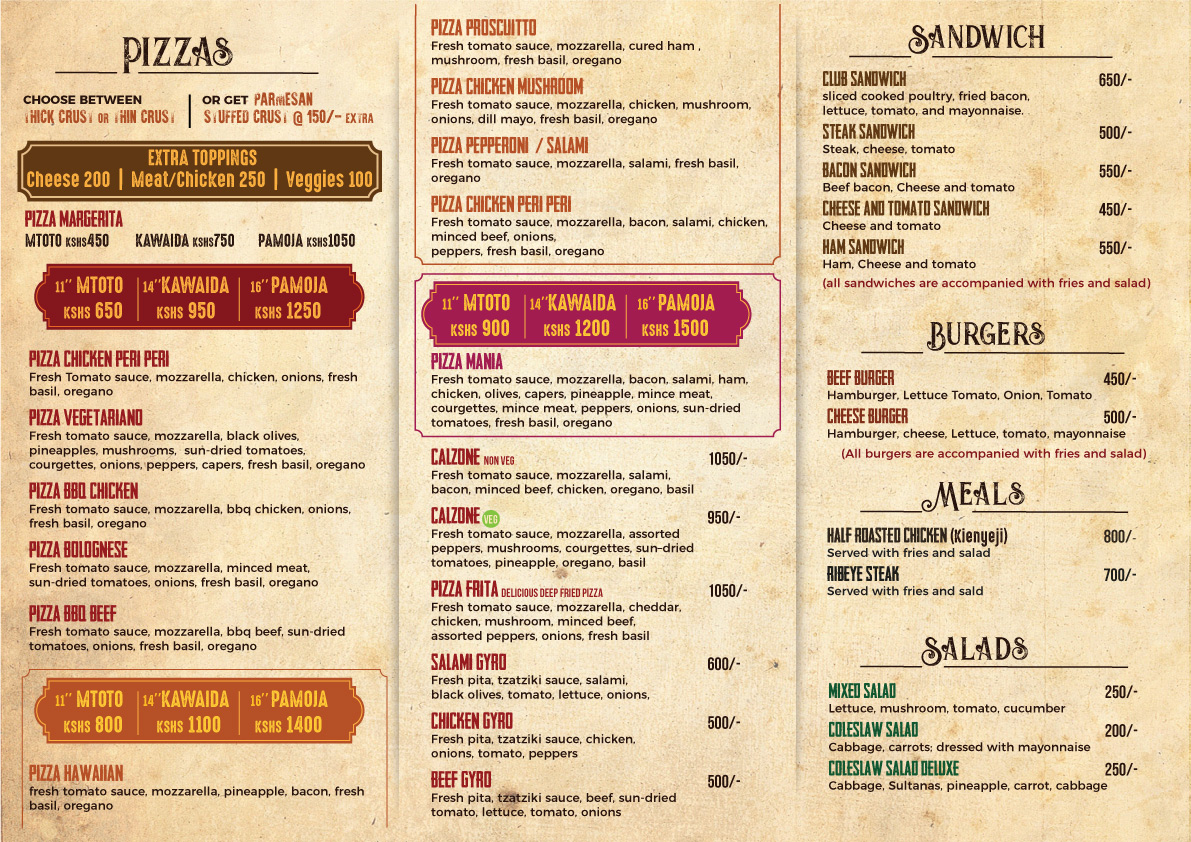 PIZZAS
CHOOSE BETWEEN
THICK CRUST OR THIN CRUST
OR GET PARMESAN
STUFFED CRUST @ 150/- EXTRA
EXTRA TOPPINGS
Cheese 200 | Meat/Chicken 250 | Veggies 100
PIZZA MARGERITA
MTOTO KSHS450 KAWAIDA KSHS750 PAMOJA KSHS1050
11'' MTOTO 14''KAWAIDA 16'' PAMOJA
KSHS 650 KSHS 950 KSHS 1250
PIZZA CHICKEN PERI PERI
Fresh Tomato sauce, mozzarella, chicken, onions, fresh
basil, oregano
PIZZA VEGETARIANO
Fresh tomato sauce, mozzarella, black olives,
pineapples, mushrooms, sun-dried tomatoes,
courgettes, onions, peppers, capers, fresh basil, oregano
PIZZA BBQ CHICKEN
Fresh tomato sauce, mozzarella, bbq chicken, onions,
fresh basil, oregano
PIZZA BOLOGNESE
Fresh tomato sauce, mozzarella, minced meat,
sun-dried tomatoes, onions, fresh basil, oregano
PIZZA BBQ BEEF
Fresh tomato sauce, mozzarella, bbq beef, sun-dried
tomatoes, onions, fresh basil, oregano
11'' MTOTO 14''KAWAIDA 16'' PAMOJA
KSHS 800 KSHS 1100 KSHS 1400
PIZZA HAWAIIAN
fresh tomato sauce, mozzarella, pineapple, bacon, fresh
basil, oregano
PIZZA PROSCUITTO
Fresh tomato sauce, mozzarella, cured ham ,
mushroom, fresh basil, oregano
PIZZA CHICKEN MUSHROOM
Fresh tomato sauce, mozzarella, chicken, mushroom,
onions, dill mayo, fresh basil, oregano
PIZZA PEPPERONI / SALAMI
Fresh tomato sauce, mozzarella, salami, fresh basil,
oregano
PIZZA CHICKEN PERI PERI
Fresh tomato sauce, mozzarella, bacon, salami, chicken,
minced beef, onions,
peppers, fresh basil, oregano
11'' MTOTO 14''KAWAIDA 16'' PAMOJA
KSHS 900 KSHS 1200 KSHS 1500
PIZZA MANIA
Fresh tomato sauce, mozzarella, bacon, salami, ham,
chicken, olives, capers, pineapple, mince meat,
courgettes, mince meat, peppers, onions, sun-dried
tomatoes, fresh basil, oregano
CALZONE NON VEG 1050/-
Fresh tomato sauce, mozzarella, salami,
bacon, minced beef, chicken, oregano, basil
CALZONE VEG 950/-
Fresh tomato sauce, mozzarella, assorted
peppers, mushrooms, courgettes, sun-dried
tomatoes, pineapple, oregano, basil
PIZZA FRITA DELICIOUS DEEP FRIED PIZZA 1050/-
Fresh tomato sauce, mozzarella, cheddar,
chicken, mushroom, minced beef,
assorted peppers, onions, fresh basil
SALAMI GYRO 600/-
Fresh pita, tzatziki sauce, salami,
black olives, tomato, lettuce, onions,
CHICKEN GYRO 500/-
Fresh pita, tzatziki sauce, chicken,
onions, tomato, peppers
BEEF GYRO 500/-
Fresh pita, tzatziki sauce, beef, sun-dried
tomato, lettuce, tomato, onions
SANDWICH
CLUB SANDWICH 650/-
sliced cooked poultry, fried bacon,
lettuce, tomato, and mayonnaise.
STEAK SANDWICH 500/-
Steak, cheese, tomato
BACON SANDWICH 550/-
Beef bacon, Cheese and tomato
CHEESE AND TOMATO SANDWICH 450/-
Cheese and tomato
HAM SANDWICH 550/-
Ham, Cheese and tomato
(all sandwiches are accompanied with fries and salad)
BURGERS
BEEF BURGER 450/-
Hamburger, Lettuce Tomato, Onion, Tomato
CHEESE BURGER 500/-
Hamburger, cheese, Lettuce, tomato, mayonnaise
(All burgers are accompanied with fries and salad)
MEALS
HALF ROASTED CHICKEN (Kienyeji) 800/-
Served with fries and salad
RIBEYE STEAK 700/-
Served with fries and sald
SALADS
MIXED SALAD 250/-
Lettuce, mushroom, tomato, cucumber
COLESLAW SALAD 200/-
Cabbage, carrots; dressed with mayonnaise
COLESLAW SALAD DELUXE 250/-
Cabbage, Sultanas, pineapple, carrot, cabbage